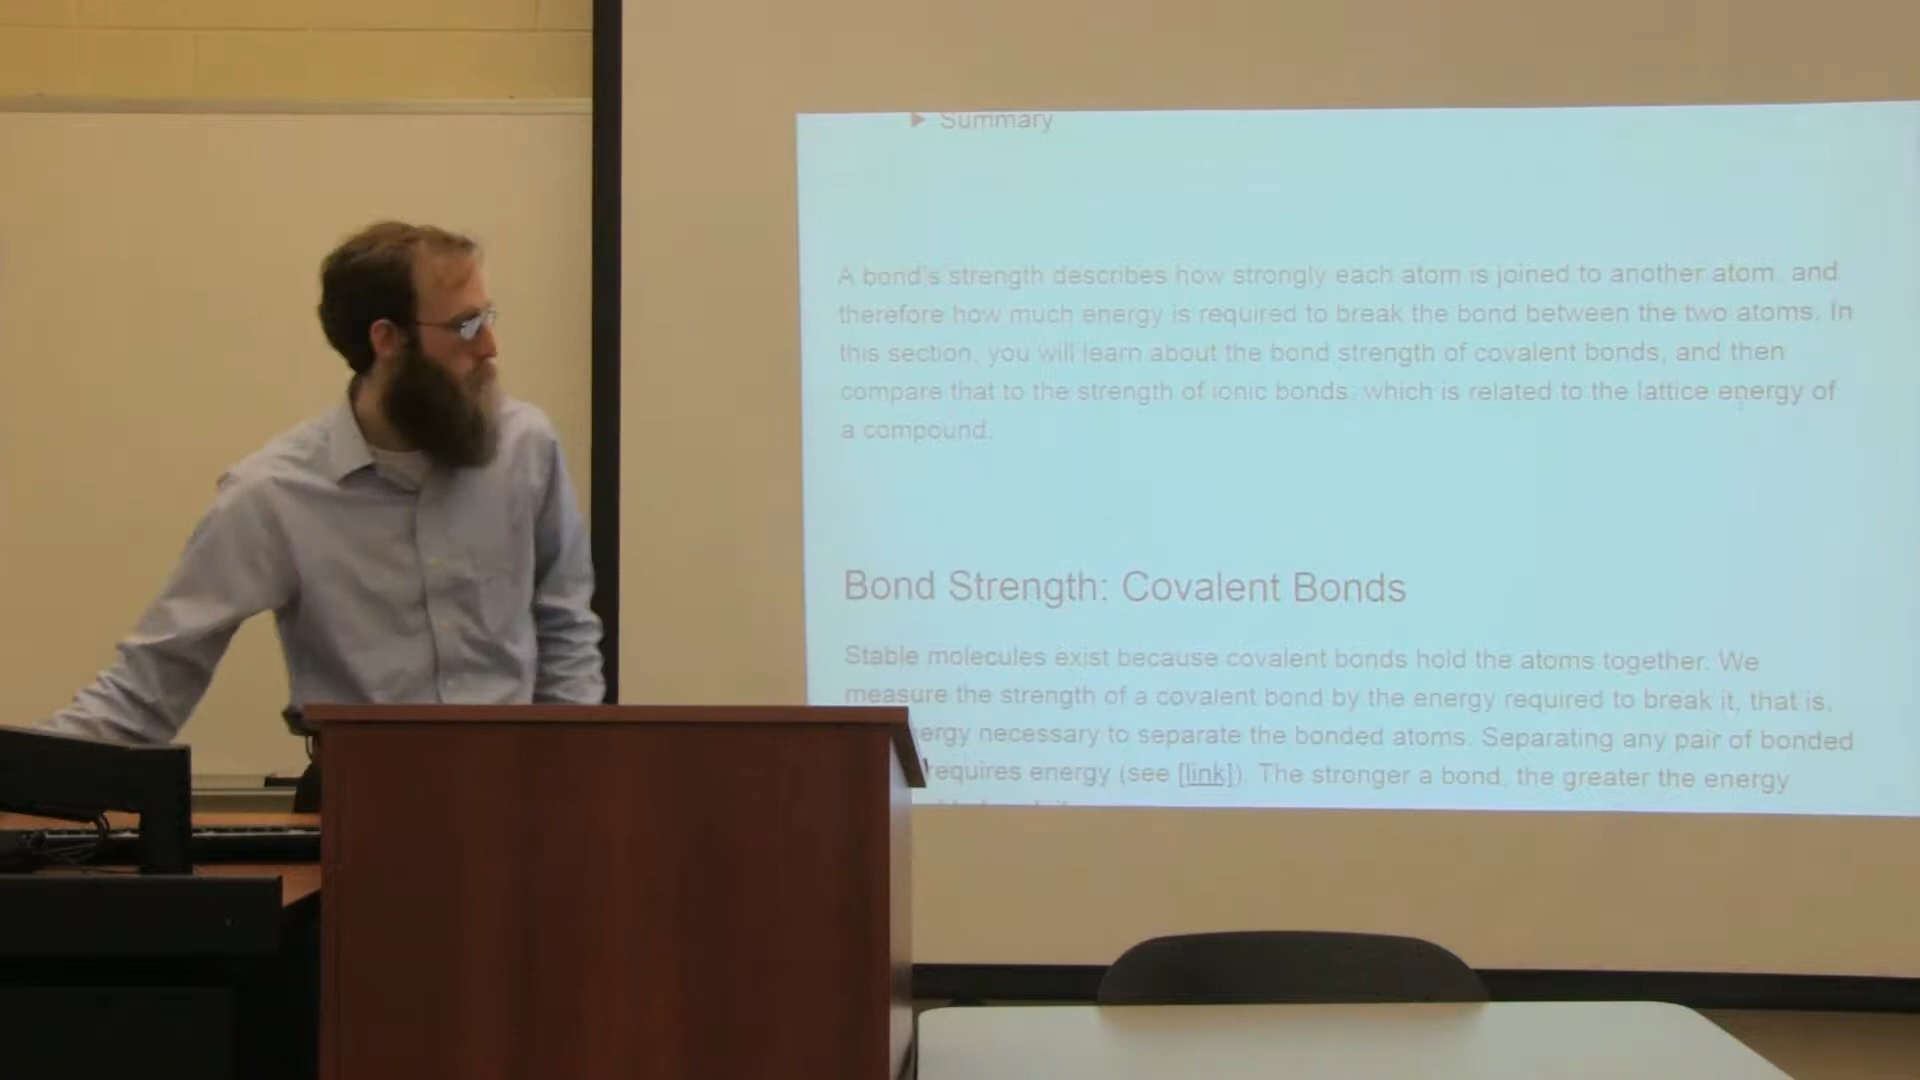 Summary
A bond's strength describes how strongly each atom is joined to another atom, and
therefore how much energy is required to break the bond between the two atoms. In
this section, you will learn about the bond strength of covalent bonds, and then
compare that to the strength of ionic bonds, which is related to the lattice energy of
a compound.
Bond Strength: Covalent Bonds
Stable molecules exist because covalent bonds hold the atoms together. We
measure the strength of a covalent bond by the energy required to break it, that is,
ergy necessary to separate the bonded atoms. Separating any pair of bonded
requires energy (see [link]). The stronger a bond, the greater the energy